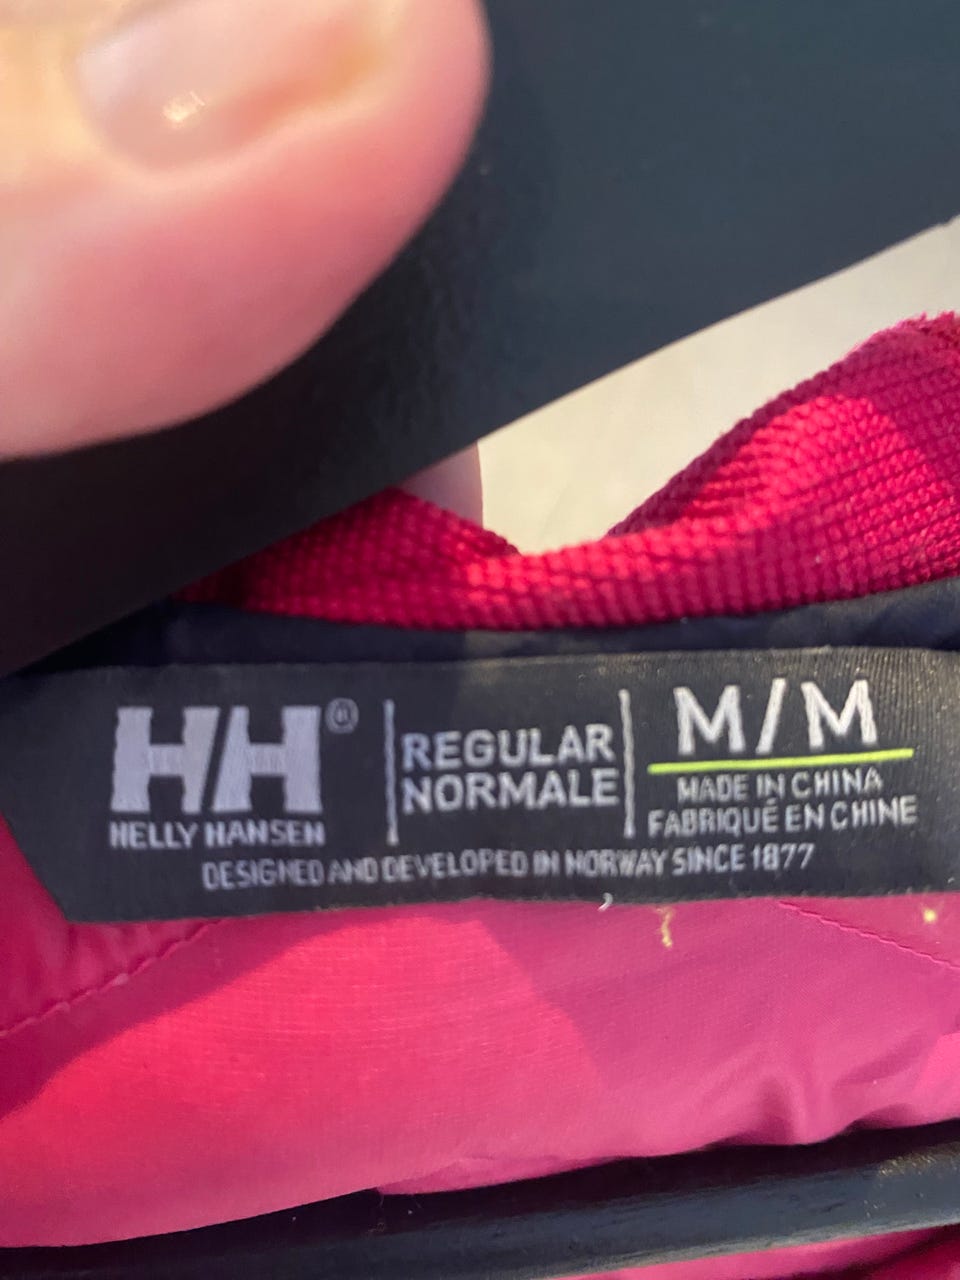 HH®
HELLY HANSEN
REGULAR
NORMALE
M/M
MADE IN CHINA
FABRIQUÉ EN CHINE
DESIGNED AND DEVELOPED IN NORWAY SINCE 1877